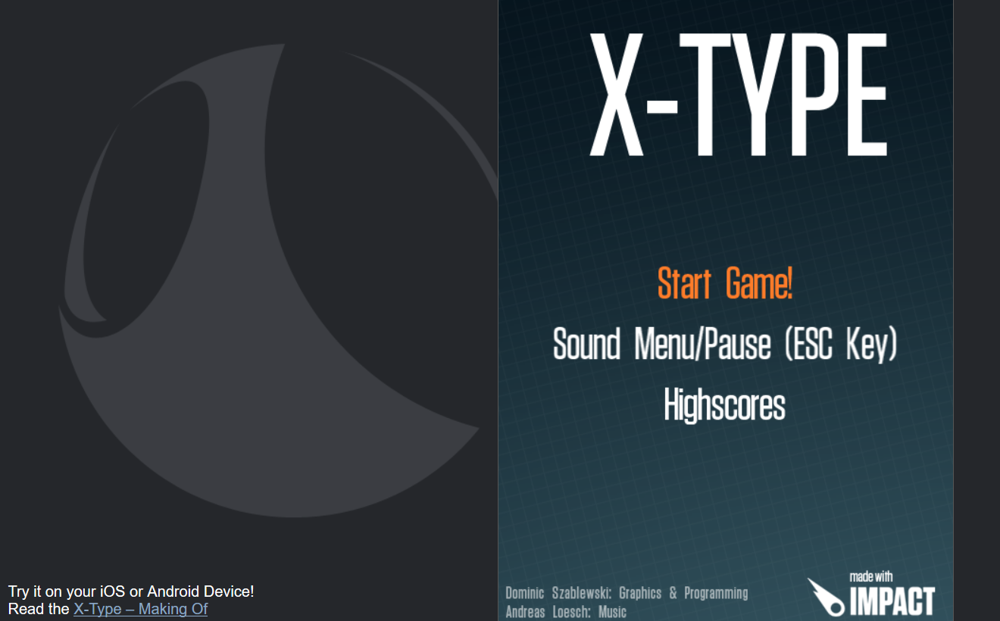 X-TYPE
Start Game!
Sound Menu/Pause (ESC Key)
Highscores
Try it on your iOS or Android Device!
Read the X-Type – Making Of
Dominic Szablewski: Graphics & Programming
Andreas Loesch: Music
made with
IMPACT